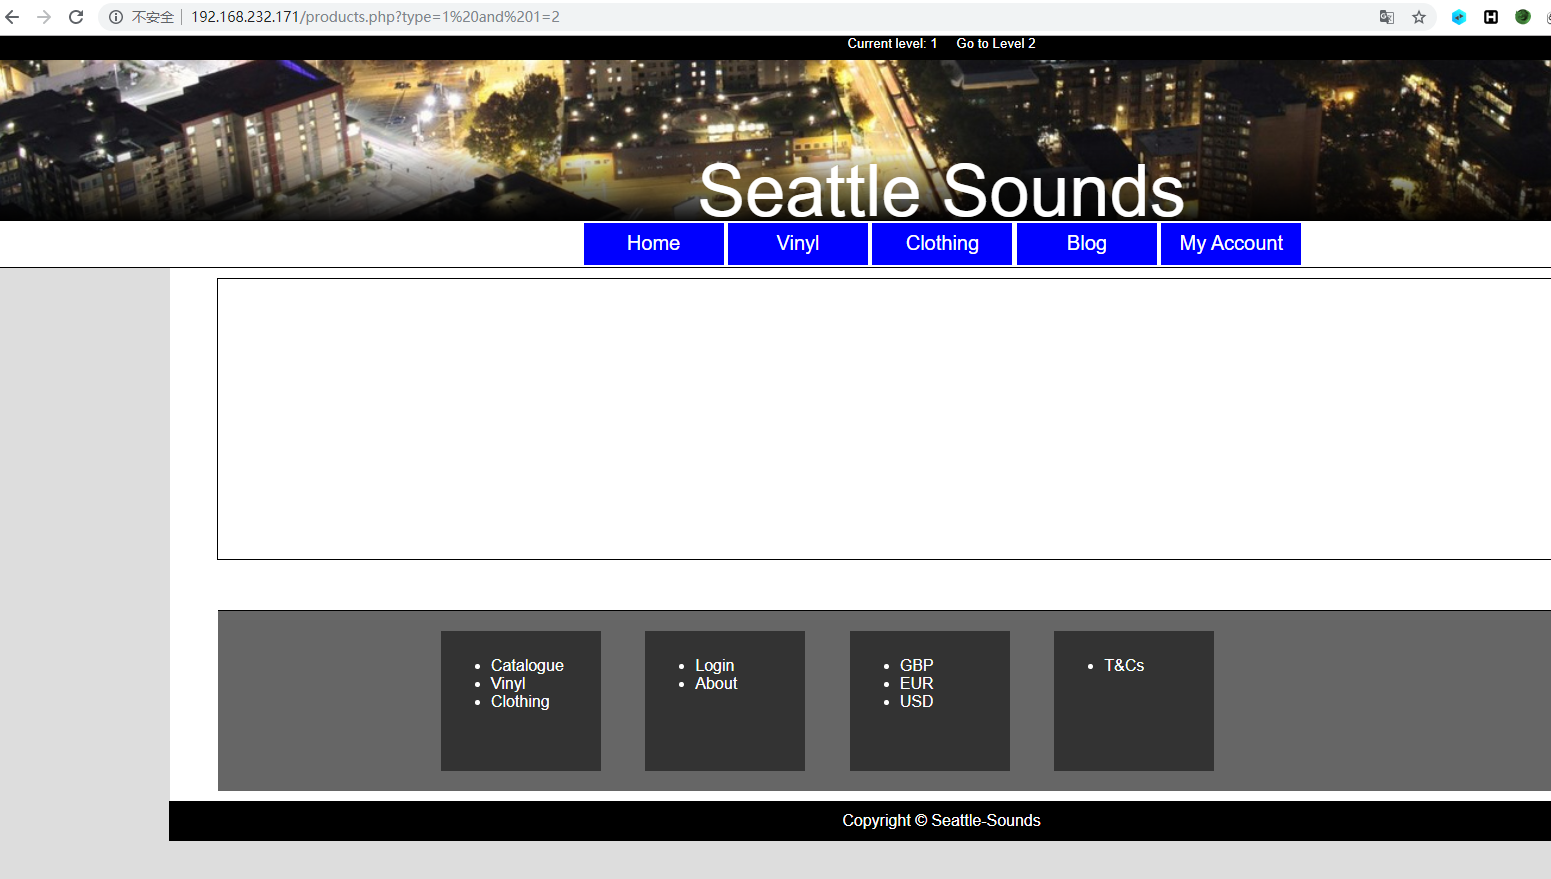 不安全 192.168.232.171/products.php?type=1%20and%201=2
Current level: 1 Go to Level 2
Seattle Sounds
Home Vinyl Clothing Blog My Account
Catalogue
Vinyl
Clothing
Login
About
GBP
EUR
USD
T&Cs
Copyright © Seattle-Sounds